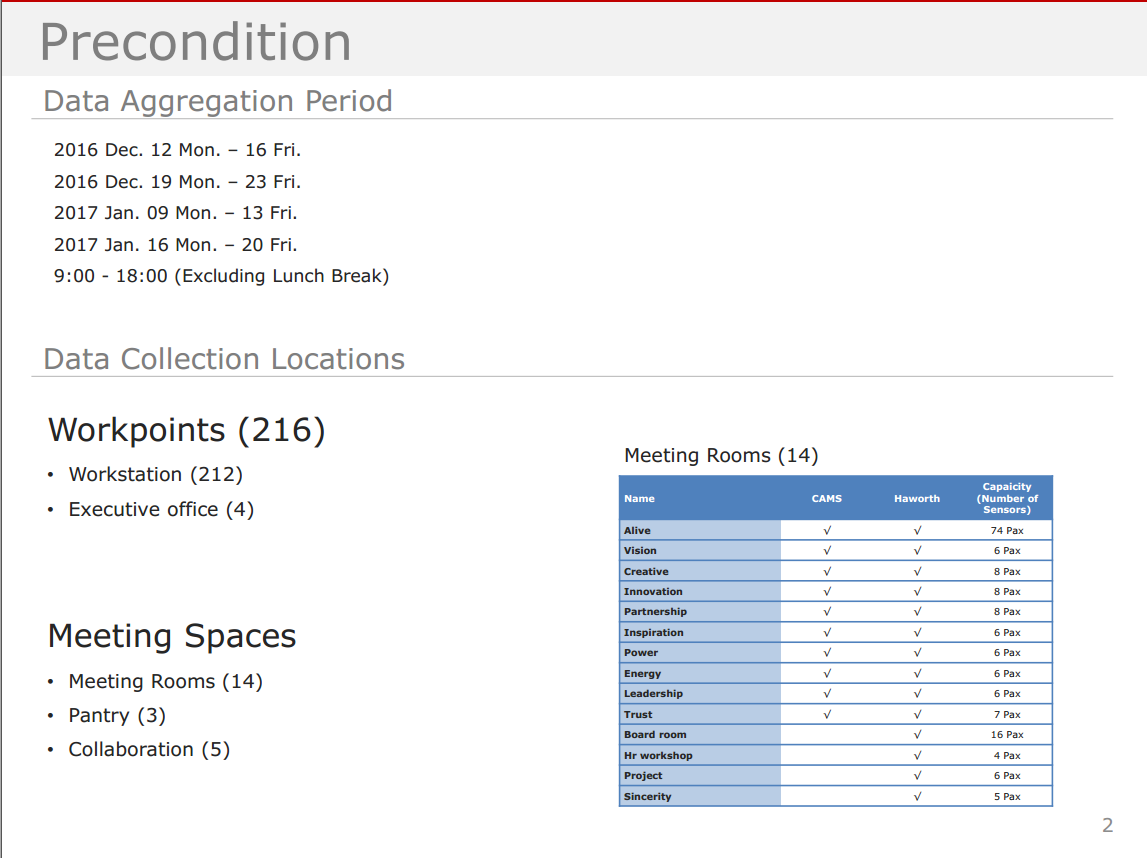 Precondition
Data Aggregation Period
2016 Dec. 12 Mon. – 16 Fri.
2016 Dec. 19 Mon. – 23 Fri.
2017 Jan. 09 Mon. – 13 Fri.
2017 Jan. 16 Mon. – 20 Fri.
9:00 - 18:00 (Excluding Lunch Break)
Data Collection Locations
Workpoints (216)
• Workstation (212)
• Executive office (4)
Meeting Spaces
• Meeting Rooms (14)
• Pantry (3)
• Collaboration (5)
Meeting Rooms (14)
Name CAMS Haworth Capaicity (Number of Sensors)
Alive √ √ 74 Pax
Vision √ √ 6 Pax
Creative √ √ 8 Pax
Innovation √ √ 8 Pax
Partnership √ √ 8 Pax
Inspiration √ √ 6 Pax
Power √ √ 6 Pax
Energy √ √ 6 Pax
Leadership √ √ 6 Pax
Trust √ √ 7 Pax
Board room √ 16 Pax
Hr workshop √ 4 Pax
Project √ 6 Pax
Sincerity √ 5 Pax
2